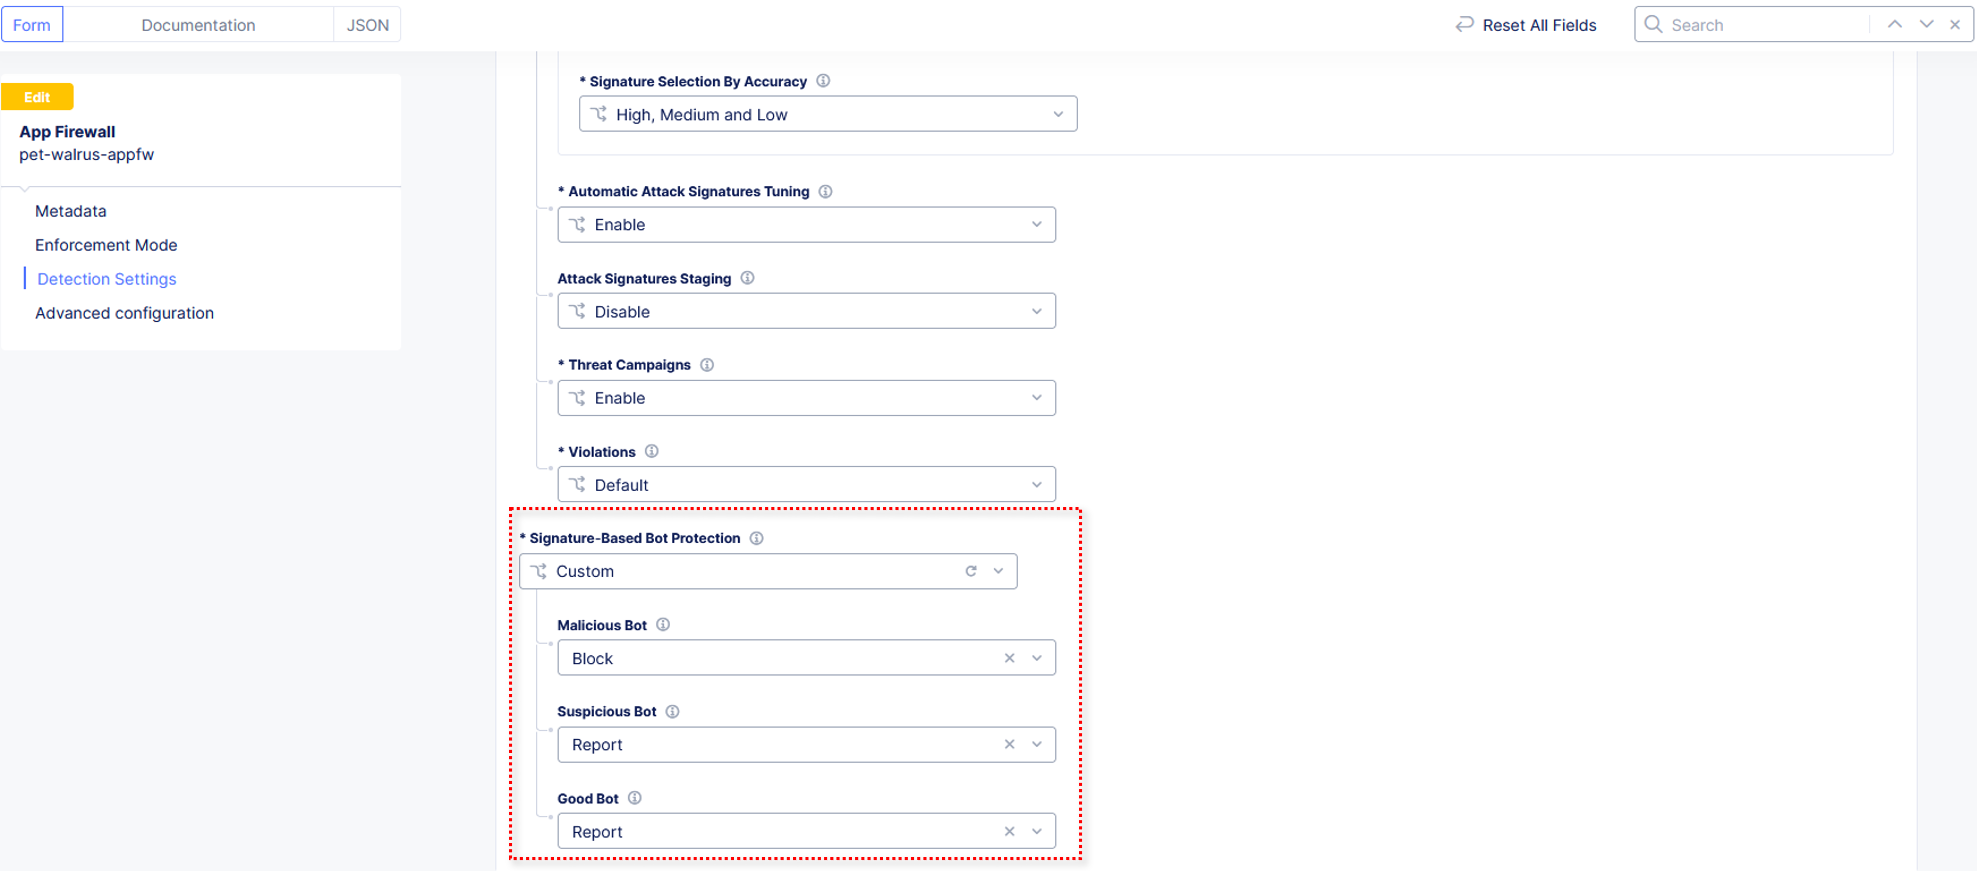 Form
Documentation
JSON
Reset All Fields
Search
Edit
App Firewall
pet-walrus-appfw
Metadata
Enforcement Mode
Detection Settings
Advanced configuration
* Signature Selection By Accuracy
High, Medium and Low
* Automatic Attack Signatures Tuning
Enable
Attack Signatures Staging
Disable
* Threat Campaigns
Enable
* Violations
Default
* Signature-Based Bot Protection
Custom
Malicious Bot
Block
Suspicious Bot
Report
Good Bot
Report